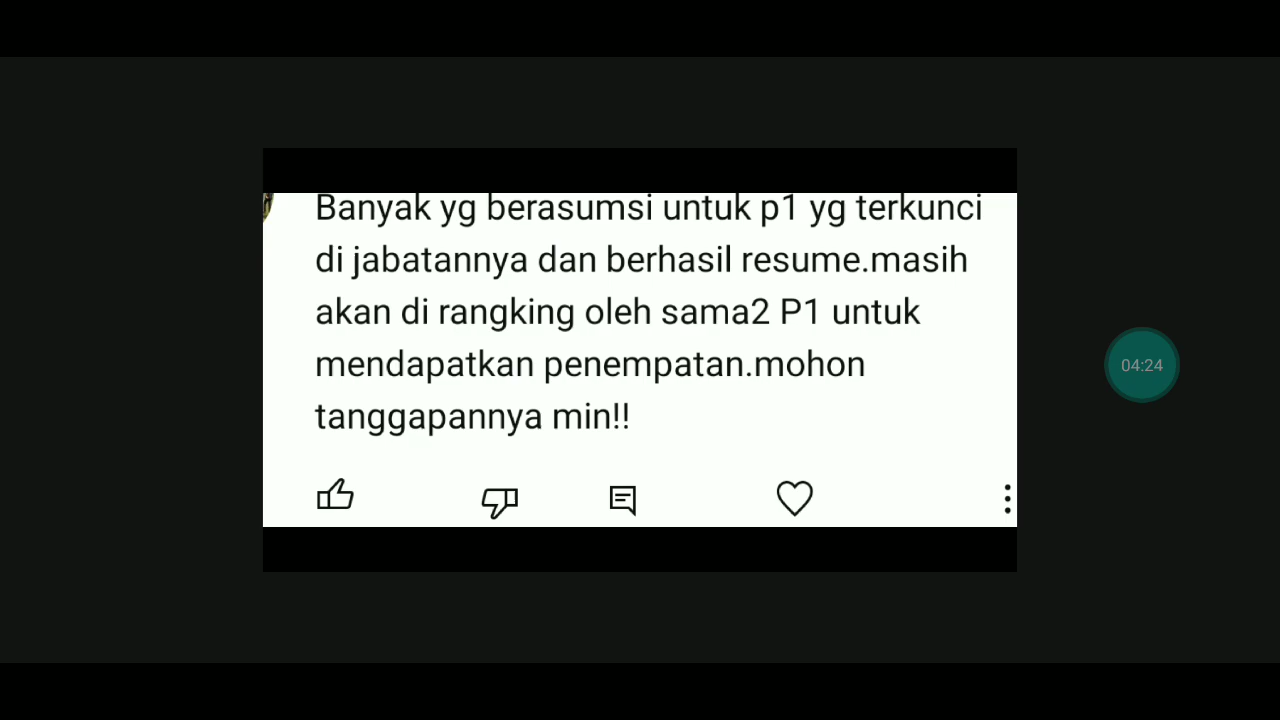 Banyak yg berasumsi untuk p1 yg terkunci
di jabatannya dan berhasil resume.masih
akan di rangking oleh sama2 P1 untuk
mendapatkan penempatan.mohon
tanggapannya min!!
04:24